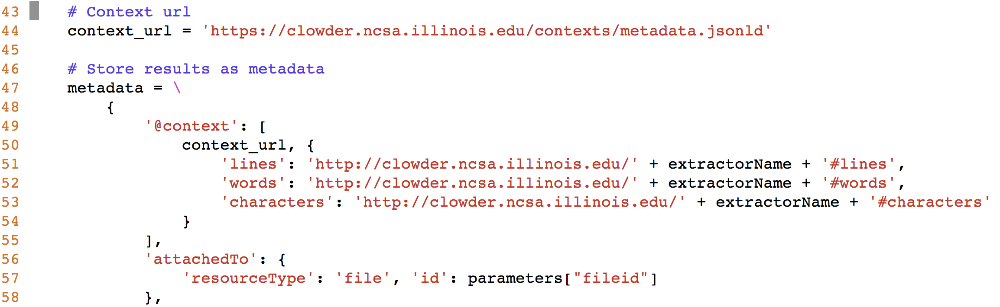 43     # Context url
44     context_url = 'https://clowder.ncsa.illinois.edu/contexts/metadata.jsonld'
45
46     # Store results as metadata
47     metadata = \
48         {
49             '@context': [
50                 context_url, {
51                     'lines': 'http://clowder.ncsa.illinois.edu/' + extractorName + '#lines',
52                     'words': 'http://clowder.ncsa.illinois.edu/' + extractorName + '#words',
53                     'characters': 'http://clowder.ncsa.illinois.edu/' + extractorName + '#characters'
54                 }
55             ],
56             'attachedTo': {
57                 'resourceType': 'file', 'id': parameters["fileid"]
58             },